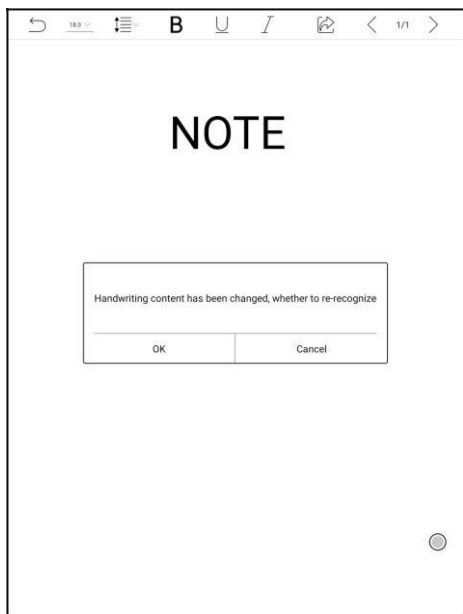 18.0 B U I 1/1
NOTE
Handwriting content has been changed, whether to re-recognize
OK Cancel